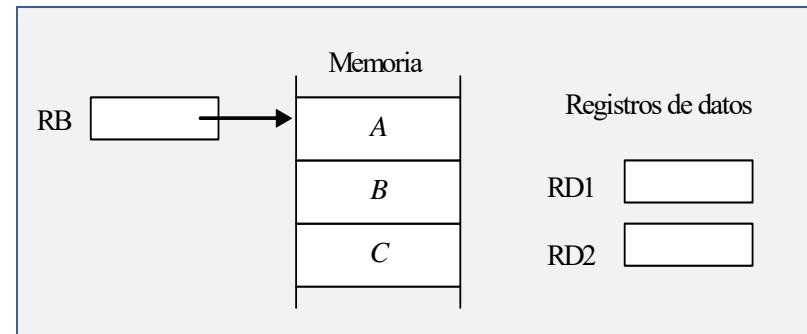 Memoria
RB
A
Registros de datos
B
RD1
C
RD2